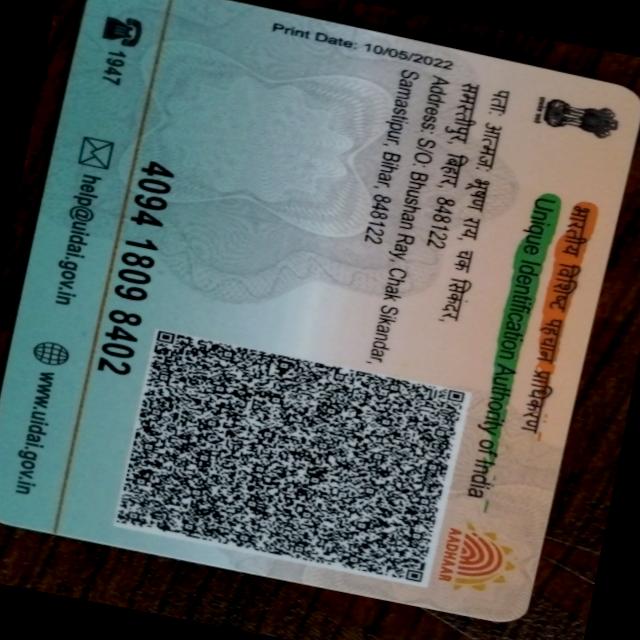 भारतीय विशिष्ट पहचान प्राधिकरण
Unique Identification Authority of India
पता: आत्मज: भूषण राय, चक सिकंदर,
समस्तीपुर, बिहार, 848122
Address: S/O, Bhushan Ray, Chak Sikandar,
Samastipur, Bihar, 848122
Print Date: 10/05/2022
AADHAAR
4094 1809 8402
1947
help@uidai.gov.in
www.uidai.gov.in